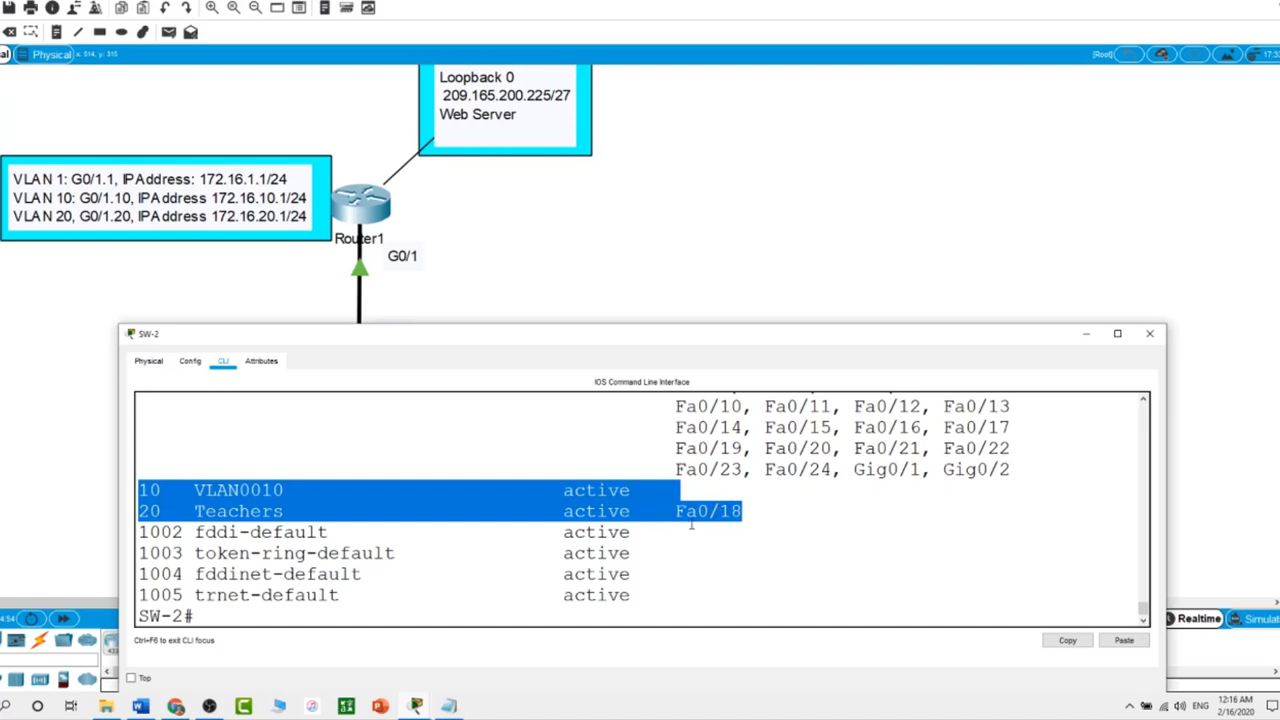 Physical
x: 514, y: 315
[Root]
Loopback 0
209.165.200.225/27
Web Server
VLAN 1: G0/1.1, IPAddress: 172.16.1.1/24
VLAN 10: G0/1.10, IPAddress 172.16.10.1/24
VLAN 20, G0/1.20, IPAddress 172.16.20.1/24
Router1
G0/1
SW-2
Physical Config CLI Attributes
IOS Command Line Interface
Fa0/10, Fa0/11, Fa0/12, Fa0/13
Fa0/14, Fa0/15, Fa0/16, Fa0/17
Fa0/19, Fa0/20, Fa0/21, Fa0/22
Fa0/23, Fa0/24, Gig0/1, Gig0/2
10 VLAN0010 active
20 Teachers active Fa0/18
1002 fddi-default active
1003 token-ring-default active
1004 fddinet-default active
1005 trnet-default active
SW-2#
Ctrl+F6 to exit CLI focus
Copy Paste
Top
Realtime
ENG
12:16 AM
2/16/2020